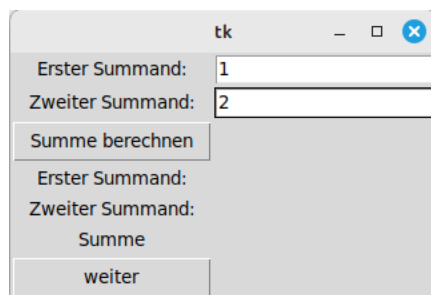 tk
Erster Summand: 1
Zweiter Summand: 2
Summe berechnen
Erster Summand:
Zweiter Summand:
Summe
weiter